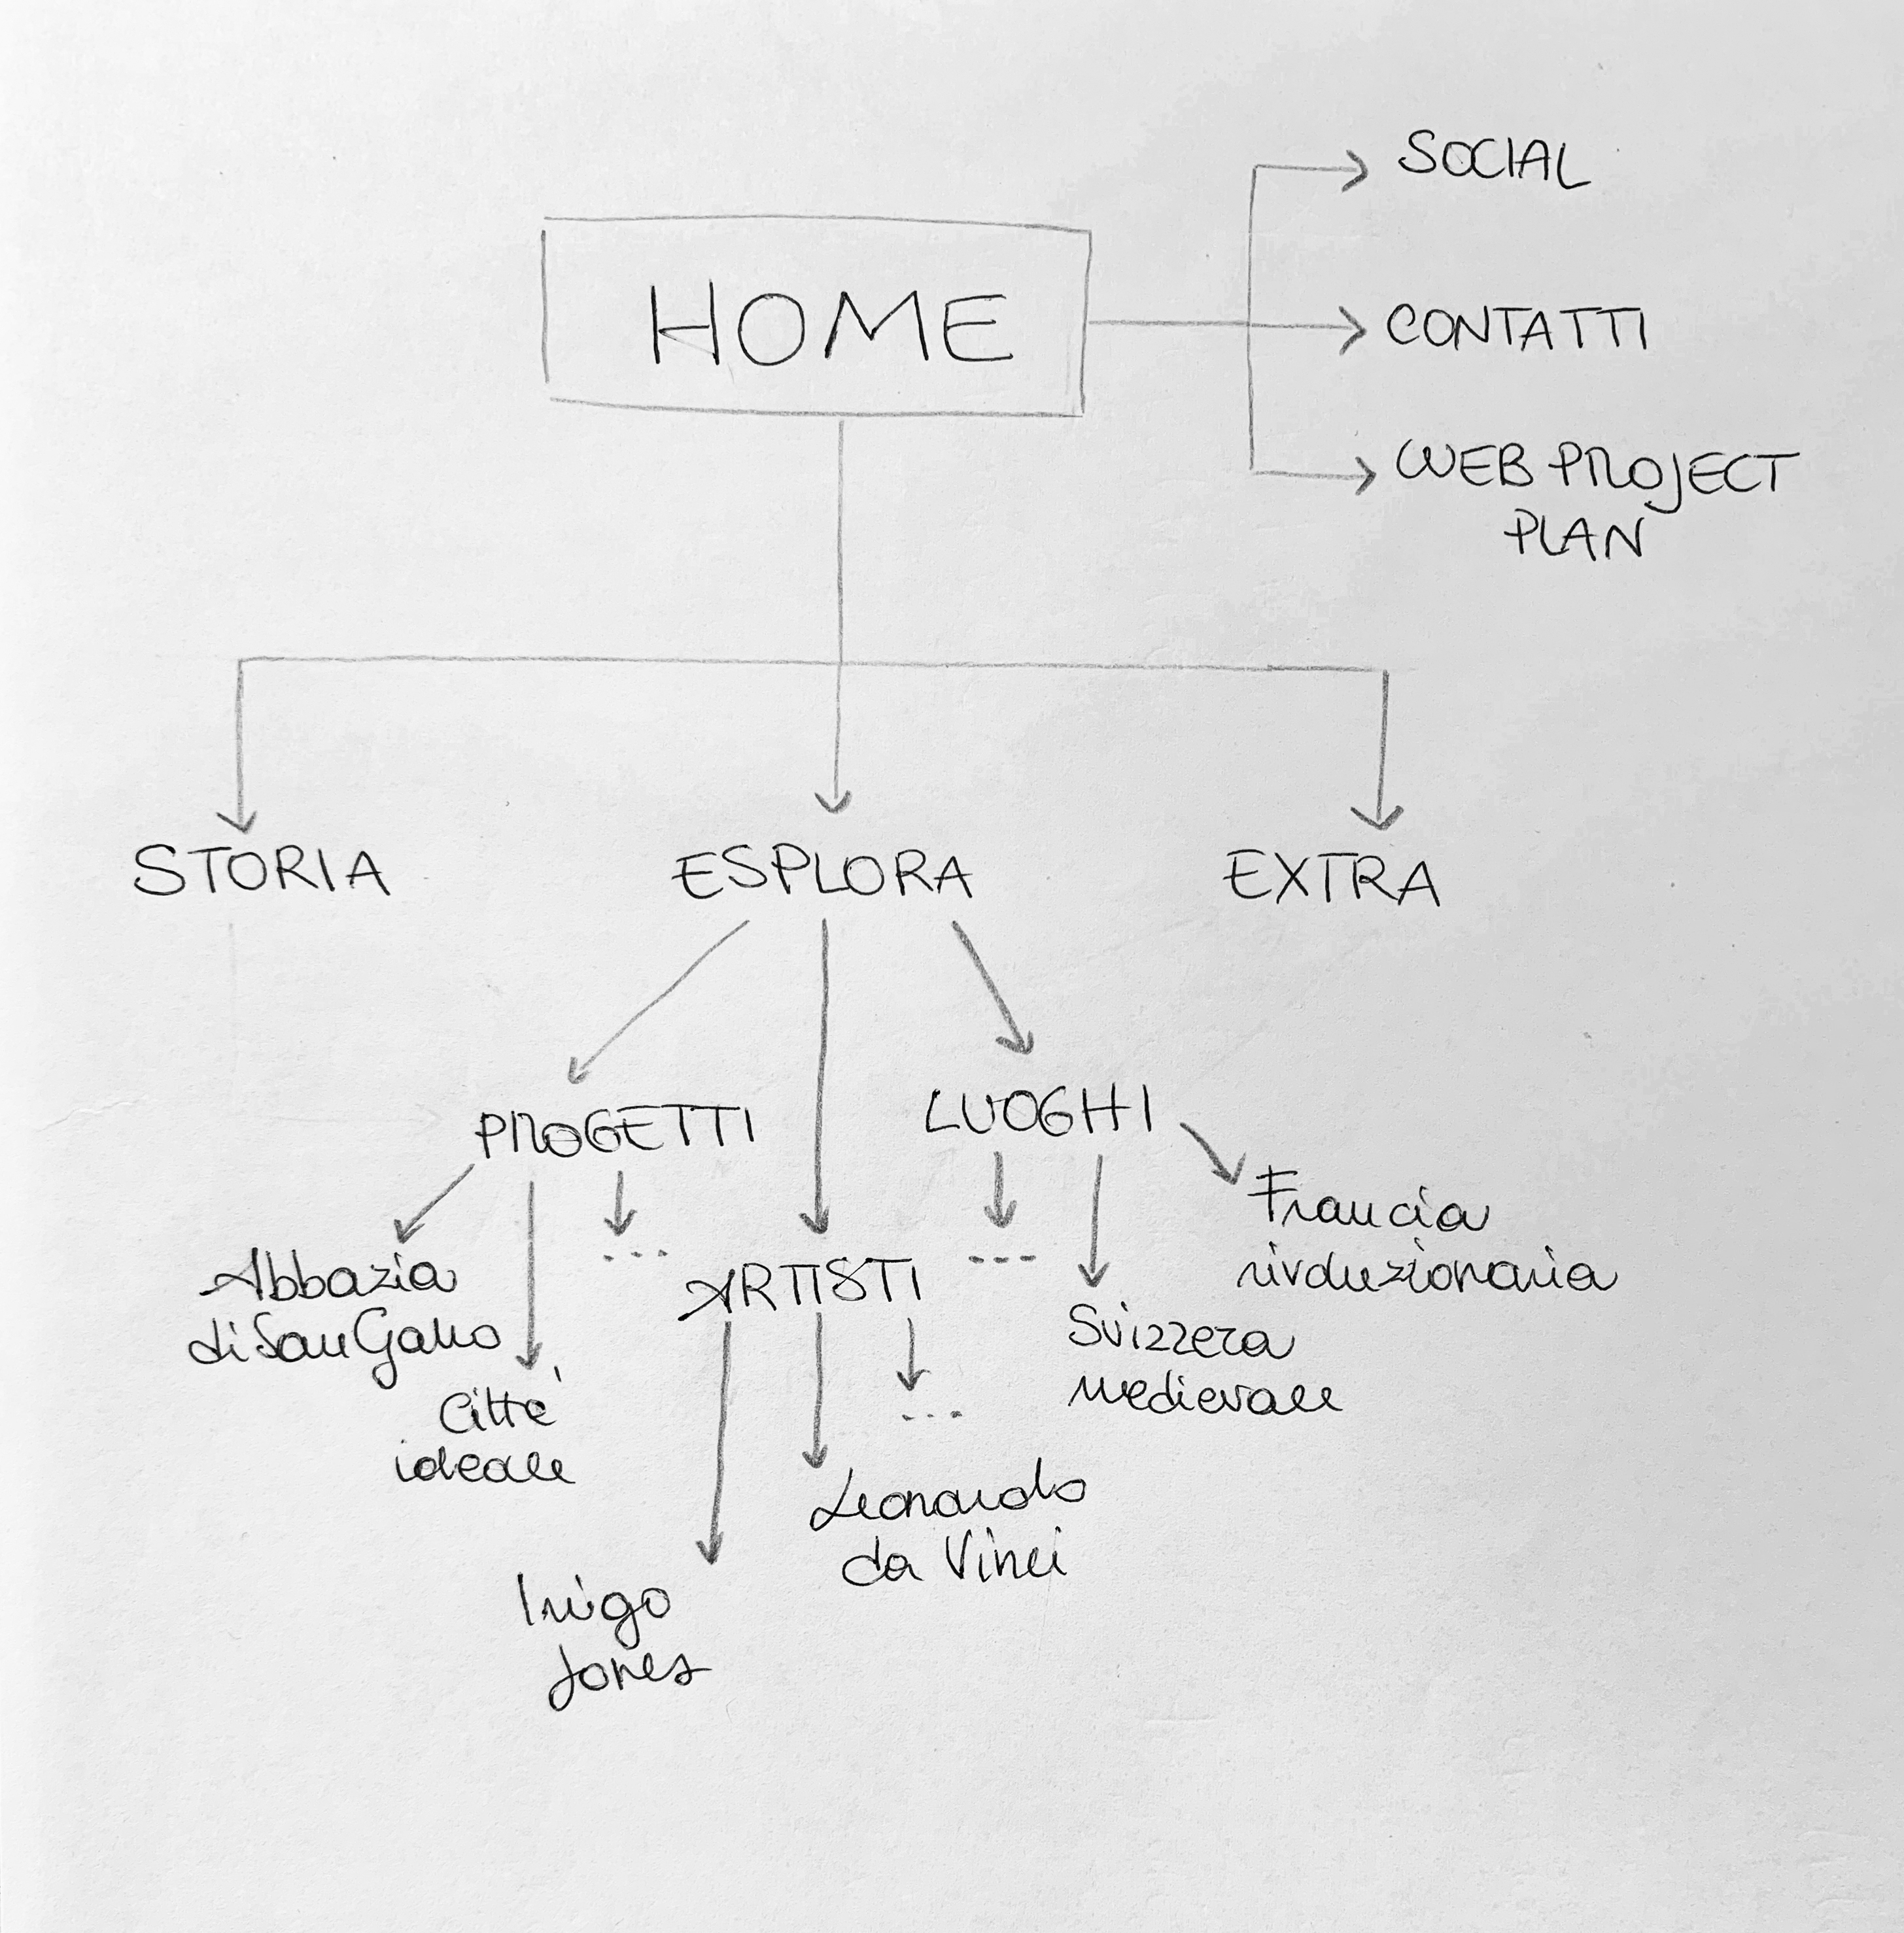 SOCIAL
HOME
CONTATTI
WEB PROJECT
PLAN
STORIA
ESPLORA
EXTRA
PROGETTI
LUOGHI
Abbazia
di San Gallo
...
ARTISTI
...
Francia
rivoluzionaria
Città
ideale
...
Svizzera
medievale
Inigo
Jones
Leonardo
da Vinci